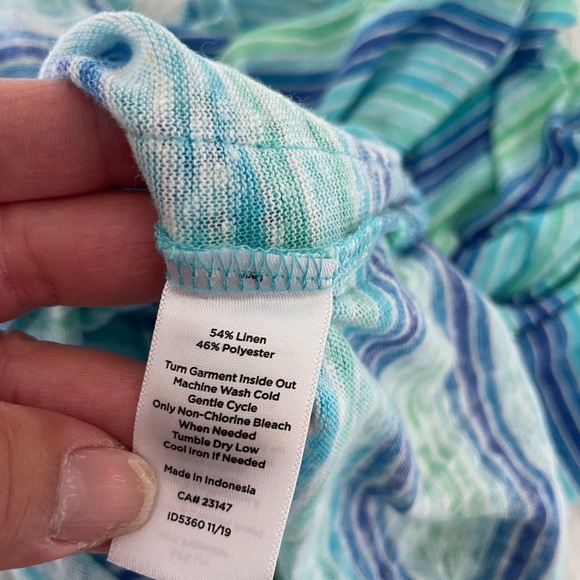 54% Linen
46% Polyester
Turn Garment Inside Out
Machine Wash Cold
Gentle Cycle
Only Non-Chlorine Bleach
When Needed
Tumble Dry Low
Cool Iron If Needed
Made In Indonesia
CA# 23147
ID5360 11/19